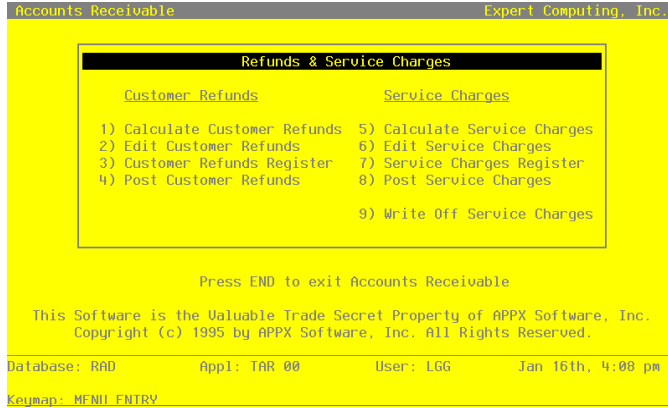 Accounts Receivable Expert Computing, Inc.
Refunds & Service Charges
Customer Refunds Service Charges
1) Calculate Customer Refunds 5) Calculate Service Charges
2) Edit Customer Refunds 6) Edit Service Charges
3) Customer Refunds Register 7) Service Charges Register
4) Post Customer Refunds 8) Post Service Charges
9) Write Off Service Charges
Press END to exit Accounts Receivable
This Software is the Valuable Trade Secret Property of APPX Software, Inc.
Copyright (c) 1995 by APPX Software, Inc. All Rights Reserved.
Database: RAD Appl: TAR 00 User: LGG Jan 16th, 4:08 pm
Keymap: MENU ENTRY